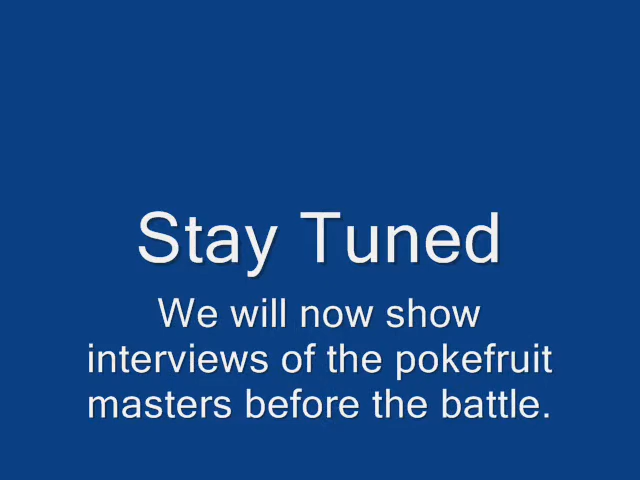 Stay Tuned
We will now show
interviews of the pokefruit
masters before the battle.